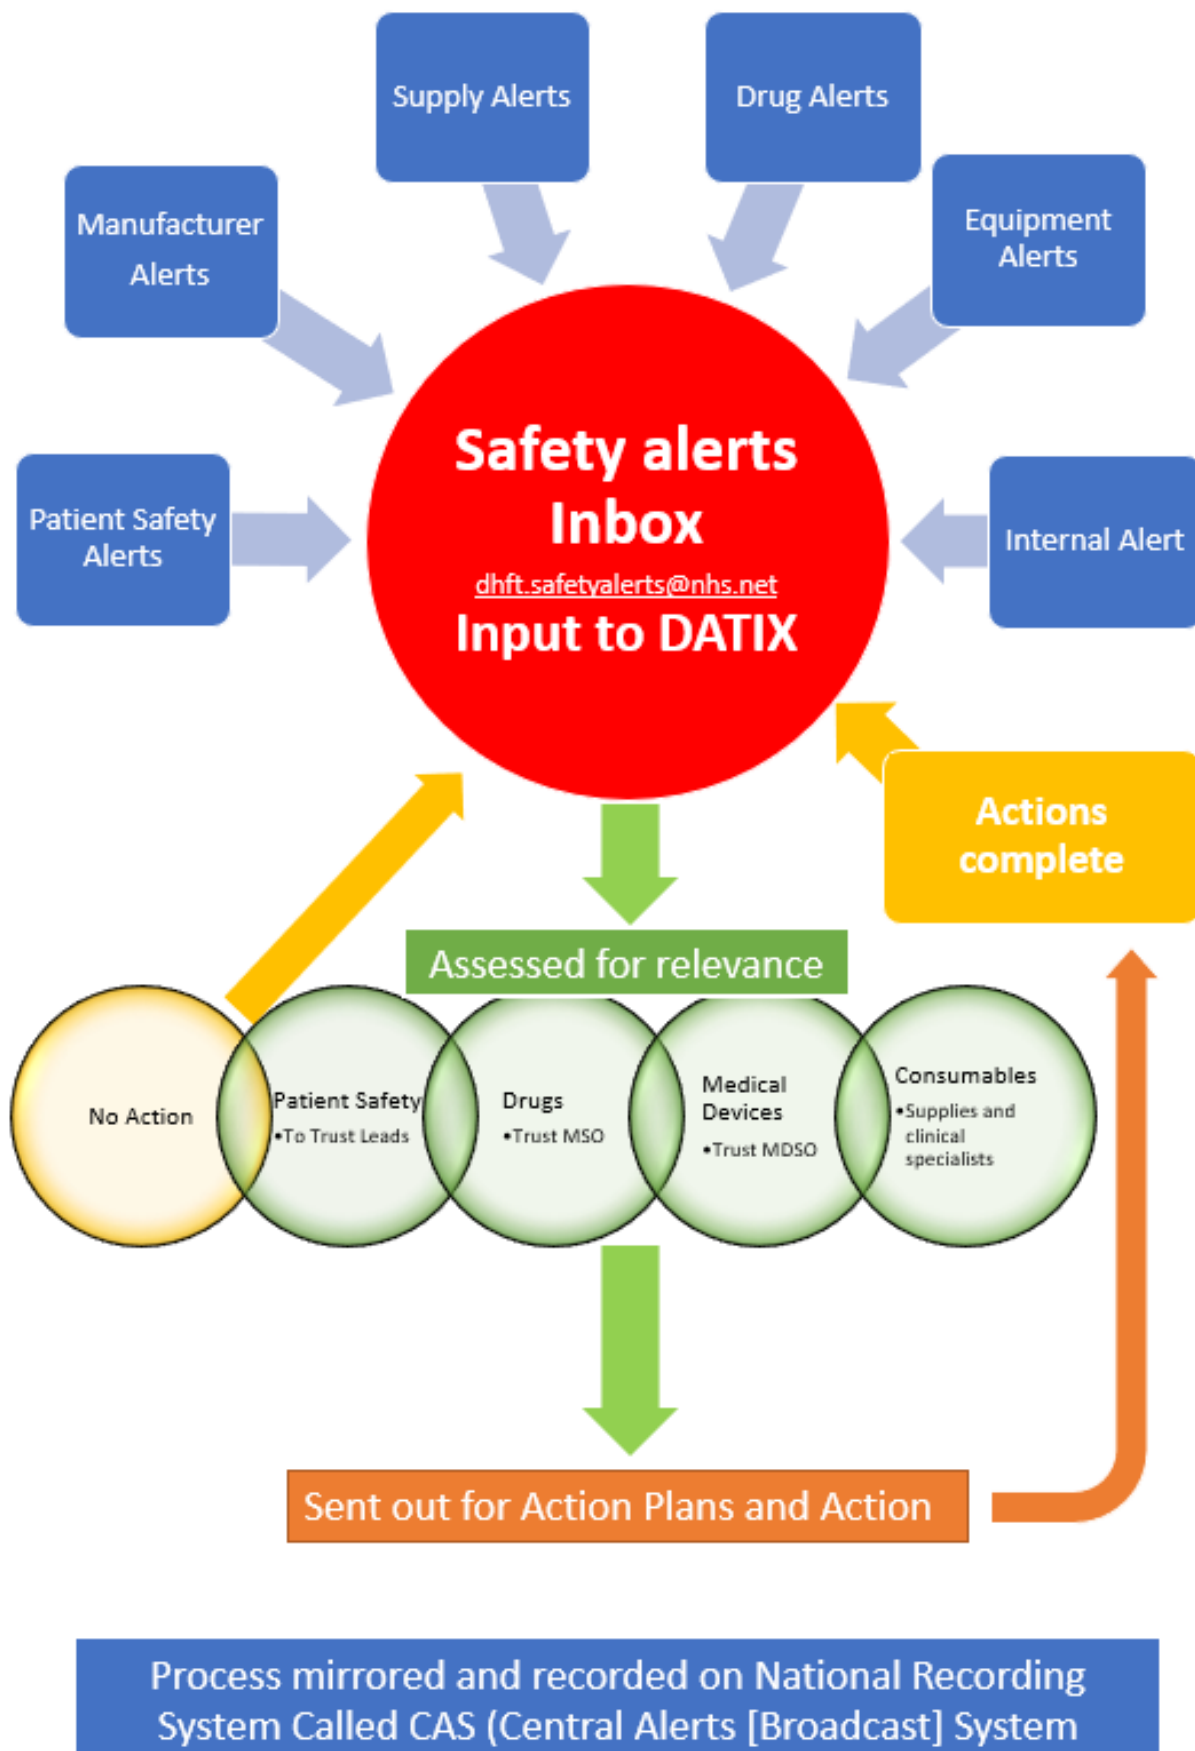 Supply Alerts
Drug Alerts
Manufacturer
Alerts
Equipment
Alerts
Patient Safety
Alerts
Internal Alert
Safety alerts
Inbox
dhft.safetyalerts@nhs.net
Input to DATIX
Actions
complete
Assessed for relevance
No Action
Patient Safety
•To Trust Leads
Drugs
•Trust MSO
Medical
Devices
•Trust MDSO
Consumables
•Supplies and
clinical
specialists
Sent out for Action Plans and Action
Process mirrored and recorded on National Recording
System Called CAS (Central Alerts [Broadcast] System